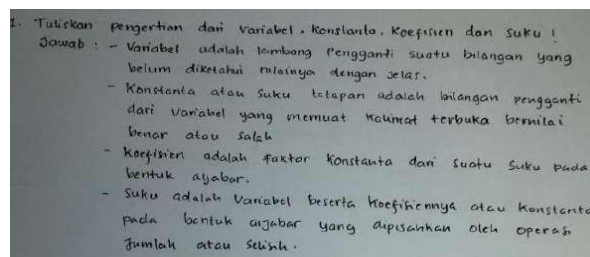 1. Tuliskan pengertian dari Variabel, Konstanta, Koefisien dan Suku !
Jawab : - Variabel adalah lambang Pengganti suatu bilangan yang
belum diketahui nilainya dengan jelas.
- Konstanta atau Suku tetapan adalah bilangan pengganti
dari variabel yang memuat kalimat terbuka bernilai
benar atau salah
- Koefisien adalah faktor Konstanta dari Suatu Suku pada
bentuk aljabar.
- Suku adalah Variabel beserta koefisiennya atau Konstanta
pada bentuk aljabar yang dipisahkan oleh operasi
Jumlah atau Selisih.